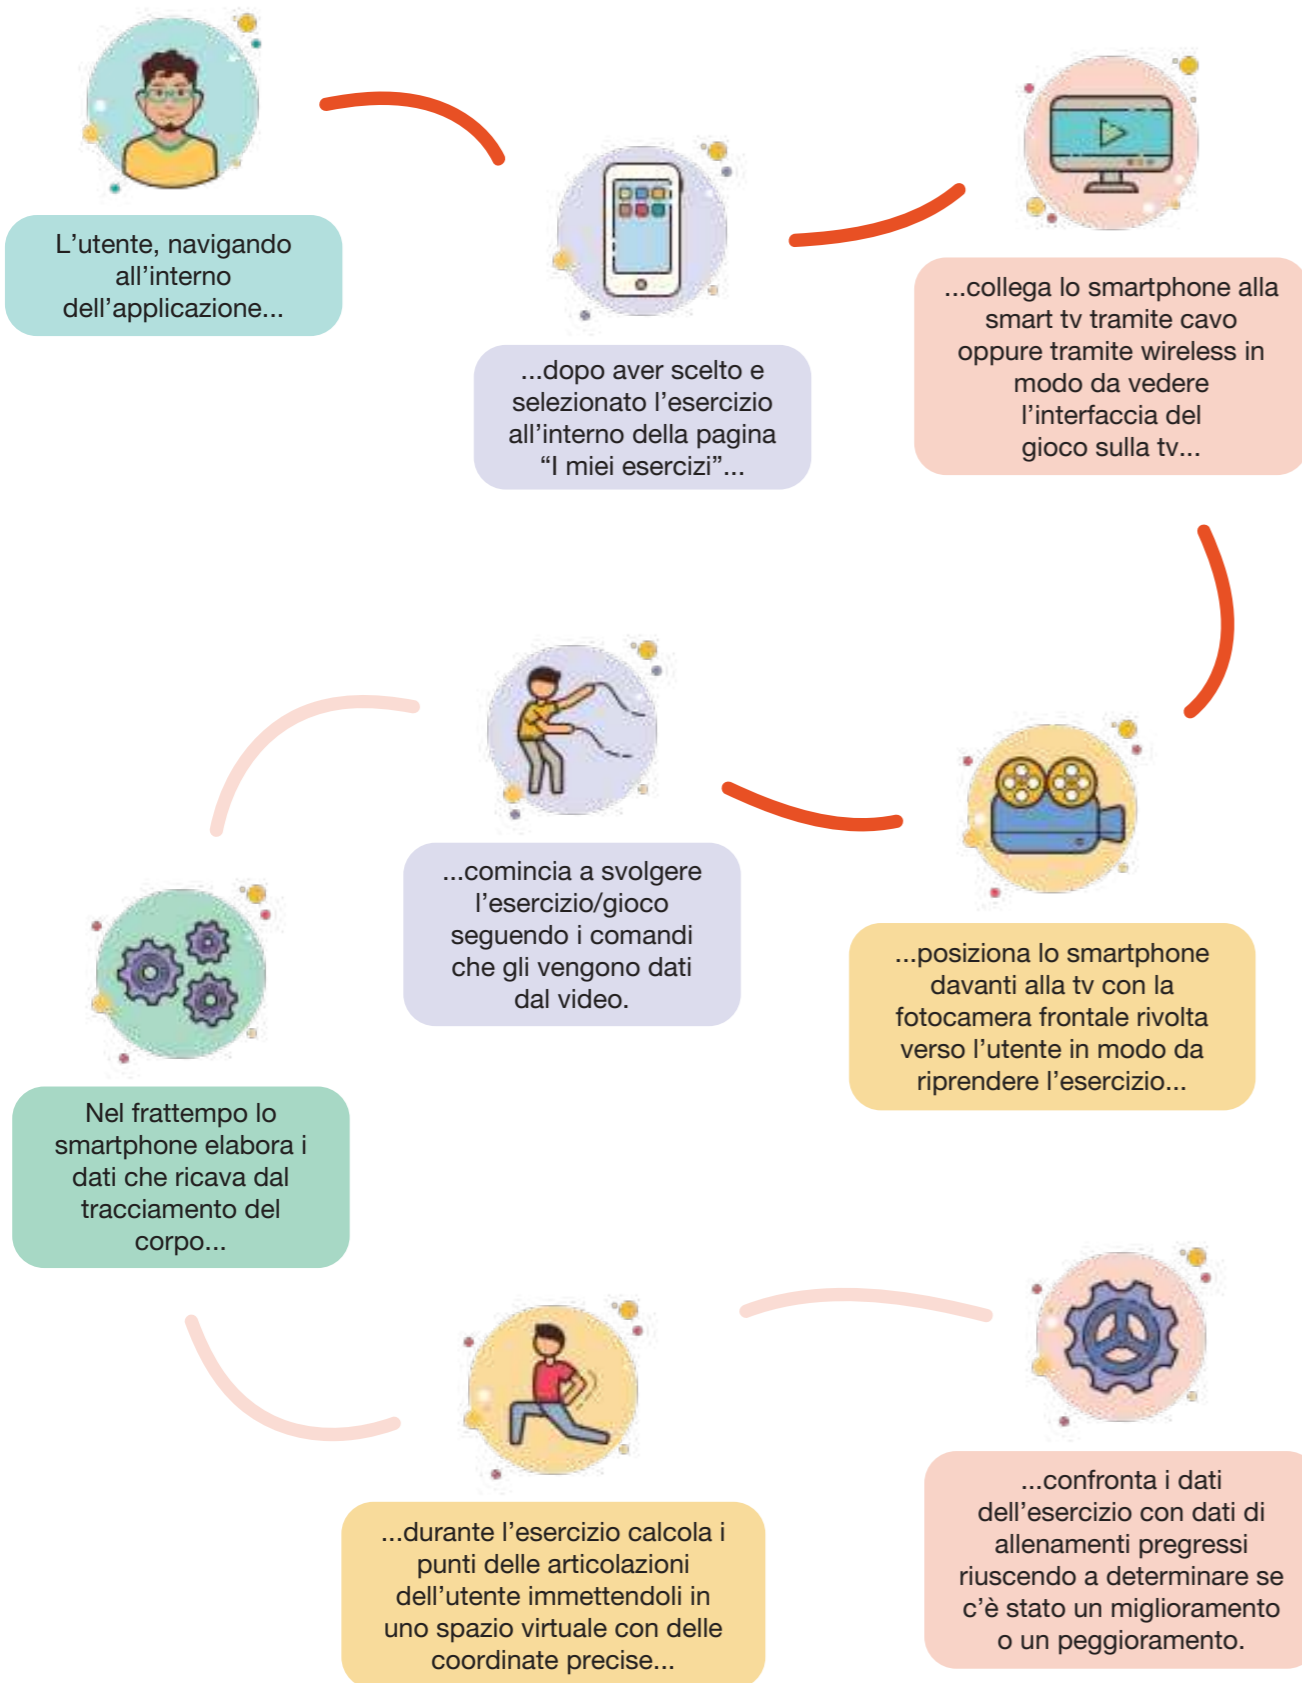 L’utente, navigando
all’interno
dell’applicazione...
...dopo aver scelto e
selezionato l’esercizio
all’interno della pagina
“I miei esercizi”...
...collega lo smartphone alla
smart tv tramite cavo
oppure tramite wireless in
modo da vedere
l’interfaccia del
gioco sulla tv...
...posiziona lo smartphone
davanti alla tv con la
fotocamera frontale rivolta
verso l’utente in modo da
riprendere l’esercizio...
...comincia a svolgere
l’esercizio/gioco
seguendo i comandi
che gli vengono dati
dal video.
Nel frattempo lo
smartphone elabora i
dati che ricava dal
tracciamento del
corpo...
...durante l’esercizio calcola i
punti delle articolazioni
dell’utente immettendoli in
uno spazio virtuale con delle
coordinate precise...
...confronta i dati
dell’esercizio con dati di
allenamenti pregressi
riuscendo a determinare se
c’è stato un miglioramento
o un peggioramento.